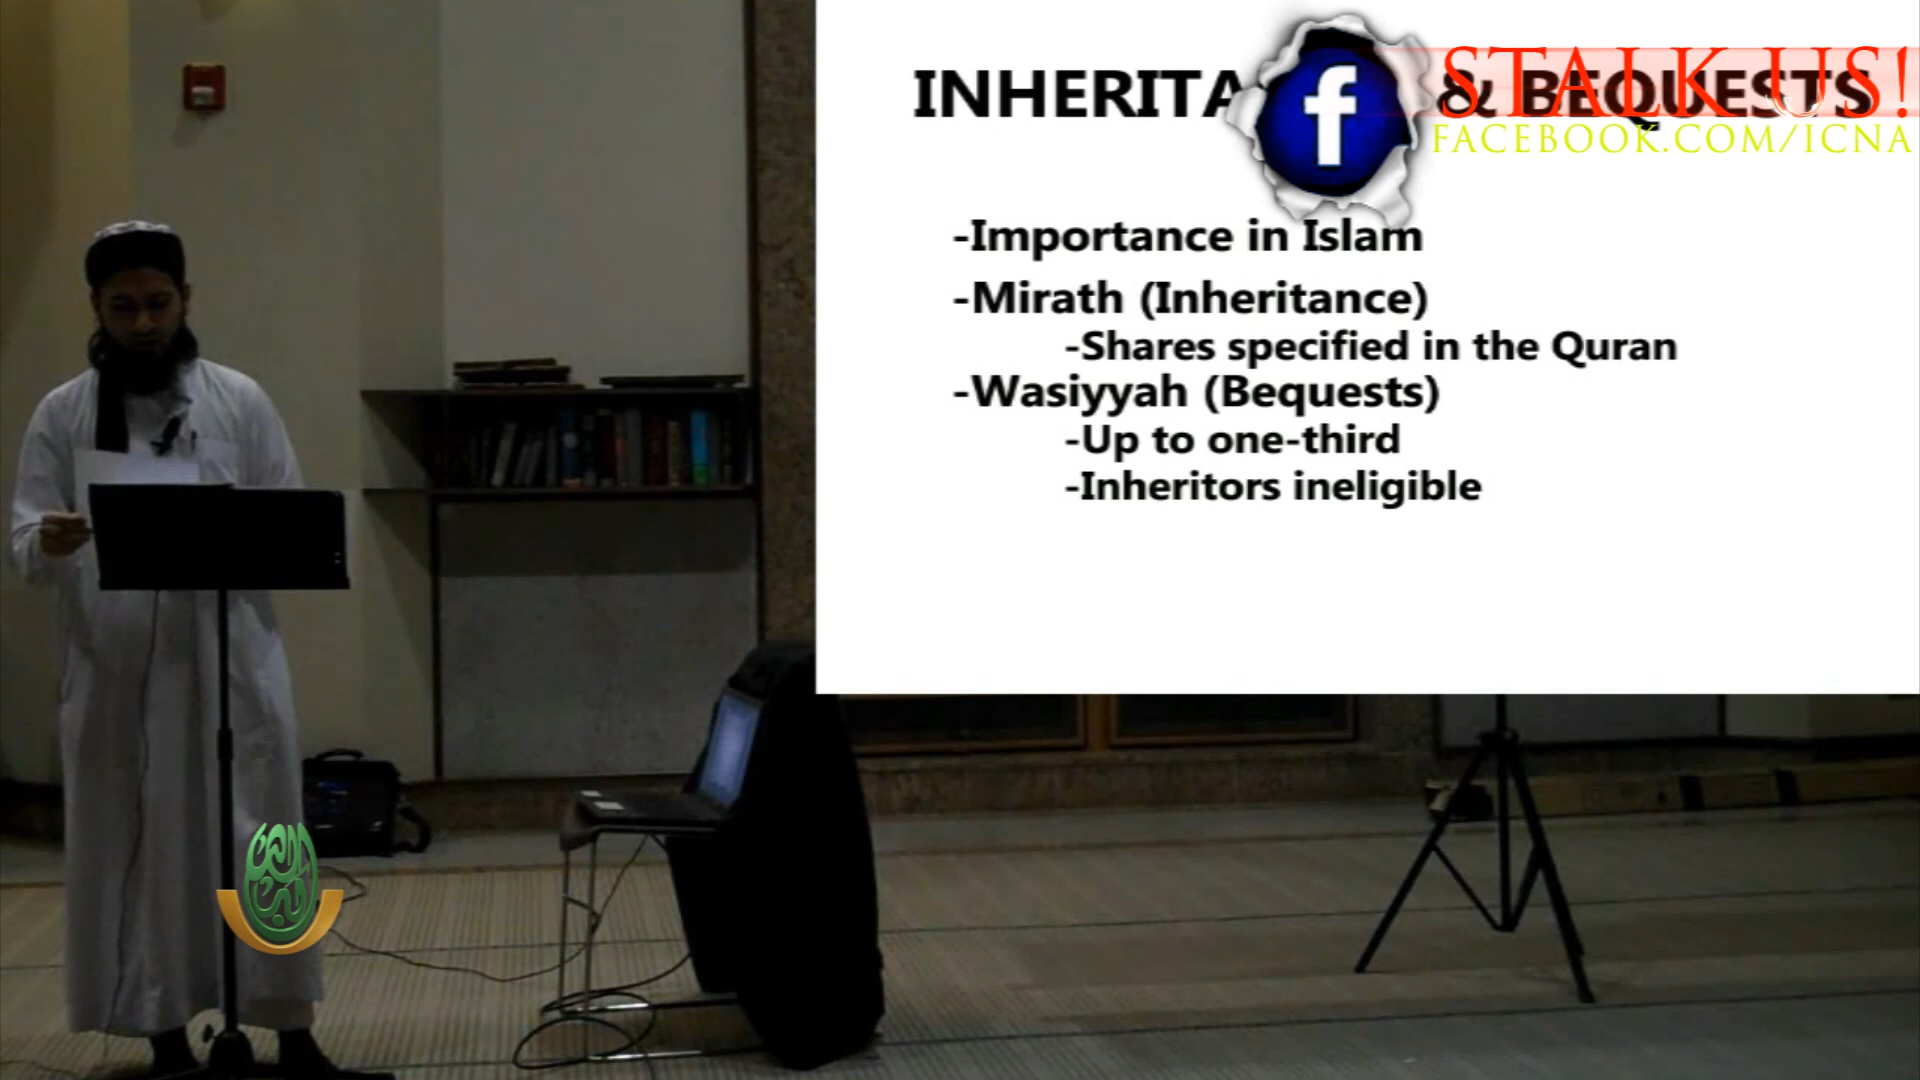 INHERITA & BEQUESTS
STALK US!
FACEBOOK.COM/ICNA
-Importance in Islam
-Mirath (Inheritance)
-Shares specified in the Quran
-Wasiyyah (Bequests)
-Up to one-third
-Inheritors ineligible